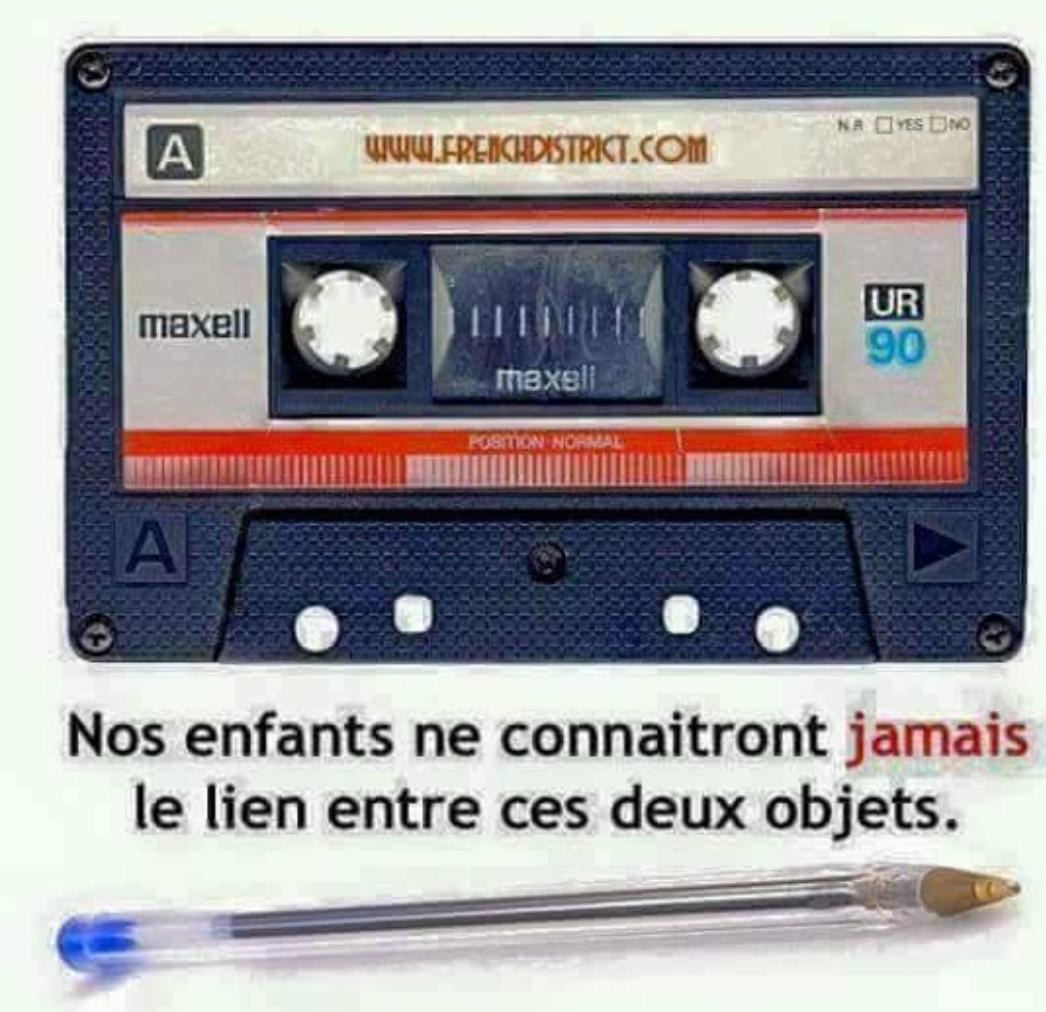 A
WWW.FRENCHDISTRICT.COM
N.R YES NO
maxell
maxell
UR
90
POSITION NORMAL
A
Nos enfants ne connaitront jamais
le lien entre ces deux objets.